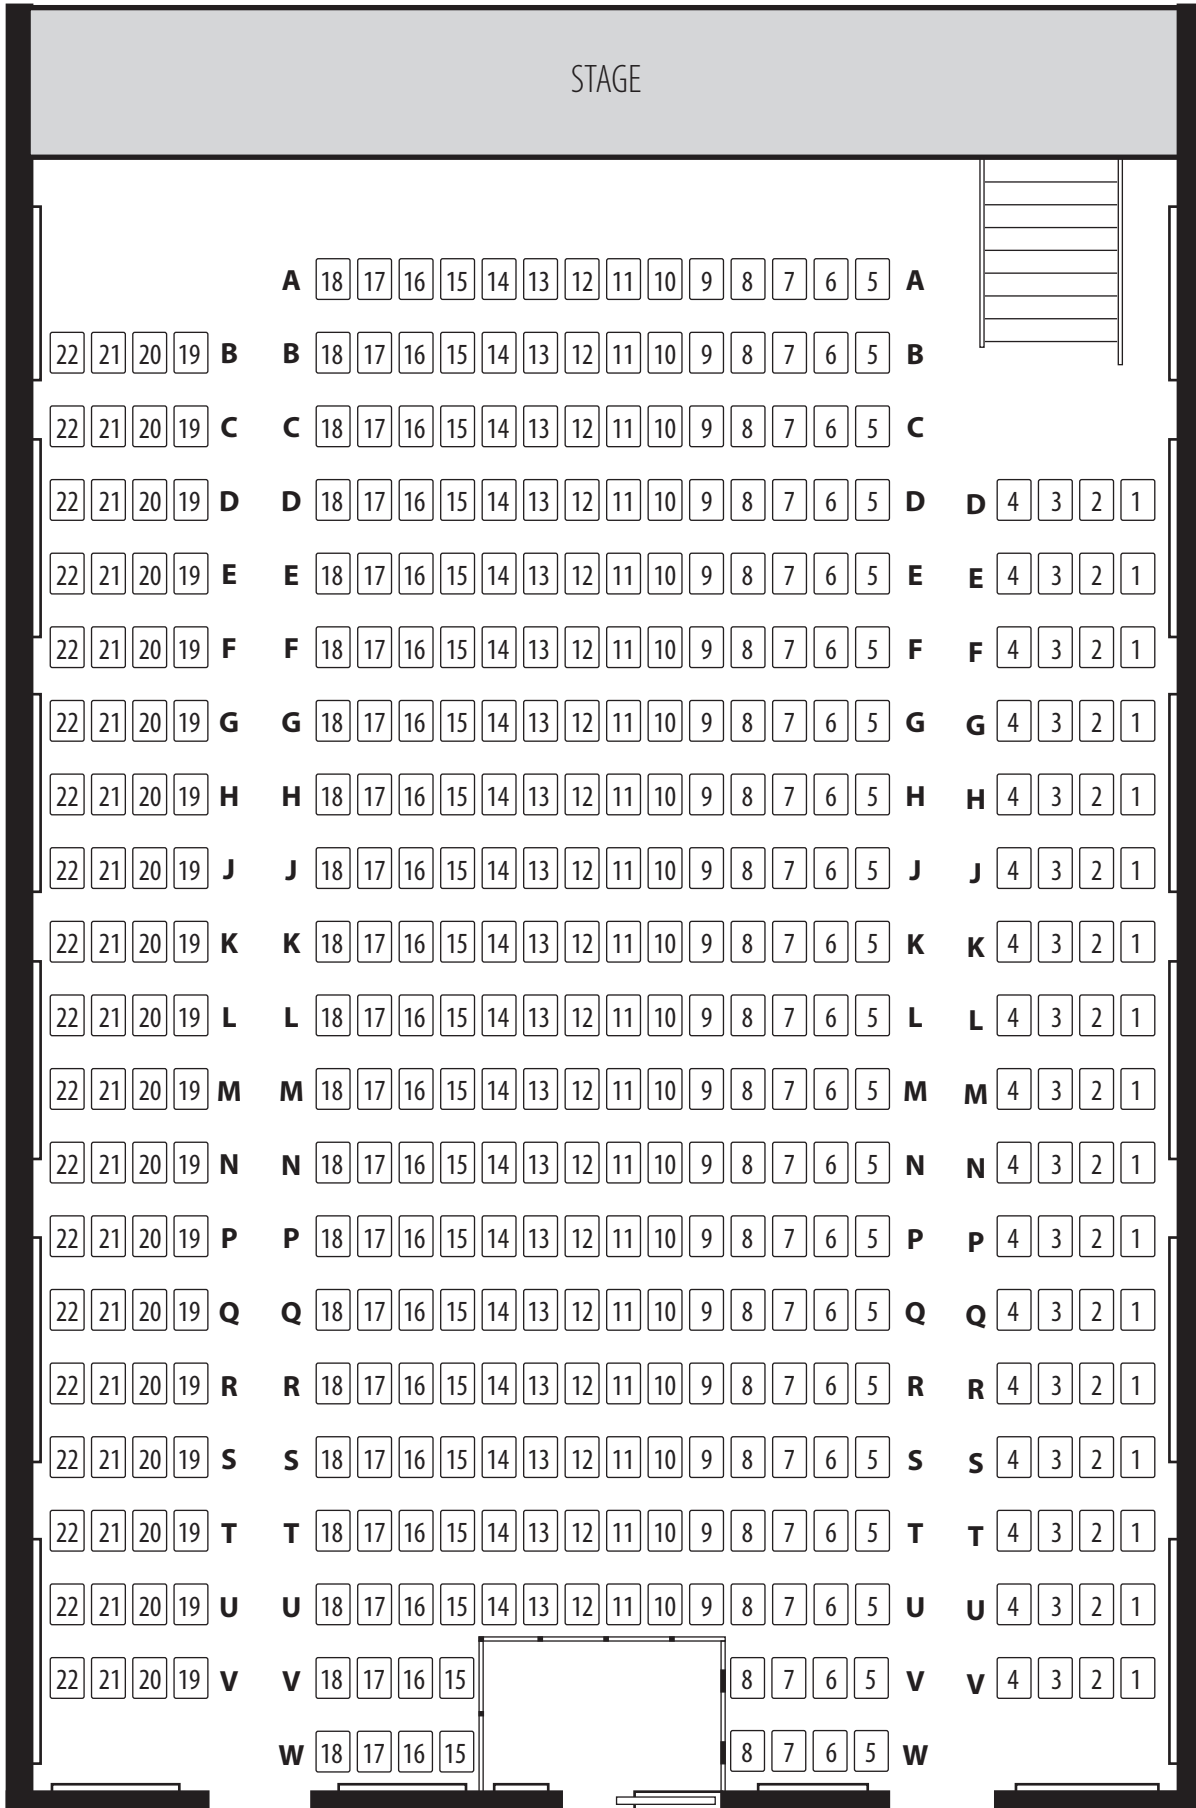 STAGE
A 18 17 16 15 14 13 12 11 10 9 8 7 6 5 A
22 21 20 19 B B 18 17 16 15 14 13 12 11 10 9 8 7 6 5 B
22 21 20 19 C C 18 17 16 15 14 13 12 11 10 9 8 7 6 5 C
22 21 20 19 D D 18 17 16 15 14 13 12 11 10 9 8 7 6 5 D D 4 3 2 1
22 21 20 19 E E 18 17 16 15 14 13 12 11 10 9 8 7 6 5 E E 4 3 2 1
22 21 20 19 F F 18 17 16 15 14 13 12 11 10 9 8 7 6 5 F F 4 3 2 1
22 21 20 19 G G 18 17 16 15 14 13 12 11 10 9 8 7 6 5 G G 4 3 2 1
22 21 20 19 H H 18 17 16 15 14 13 12 11 10 9 8 7 6 5 H H 4 3 2 1
22 21 20 19 J J 18 17 16 15 14 13 12 11 10 9 8 7 6 5 J J 4 3 2 1
22 21 20 19 K K 18 17 16 15 14 13 12 11 10 9 8 7 6 5 K K 4 3 2 1
22 21 20 19 L L 18 17 16 15 14 13 12 11 10 9 8 7 6 5 L L 4 3 2 1
22 21 20 19 M M 18 17 16 15 14 13 12 11 10 9 8 7 6 5 M M 4 3 2 1
22 21 20 19 N N 18 17 16 15 14 13 12 11 10 9 8 7 6 5 N N 4 3 2 1
22 21 20 19 P P 18 17 16 15 14 13 12 11 10 9 8 7 6 5 P P 4 3 2 1
22 21 20 19 Q Q 18 17 16 15 14 13 12 11 10 9 8 7 6 5 Q Q 4 3 2 1
22 21 20 19 R R 18 17 16 15 14 13 12 11 10 9 8 7 6 5 R R 4 3 2 1
22 21 20 19 S S 18 17 16 15 14 13 12 11 10 9 8 7 6 5 S S 4 3 2 1
22 21 20 19 T T 18 17 16 15 14 13 12 11 10 9 8 7 6 5 T T 4 3 2 1
22 21 20 19 U U 18 17 16 15 14 13 12 11 10 9 8 7 6 5 U U 4 3 2 1
22 21 20 19 V V 18 17 16 15 8 7 6 5 V V 4 3 2 1
W 18 17 16 15 8 7 6 5 W